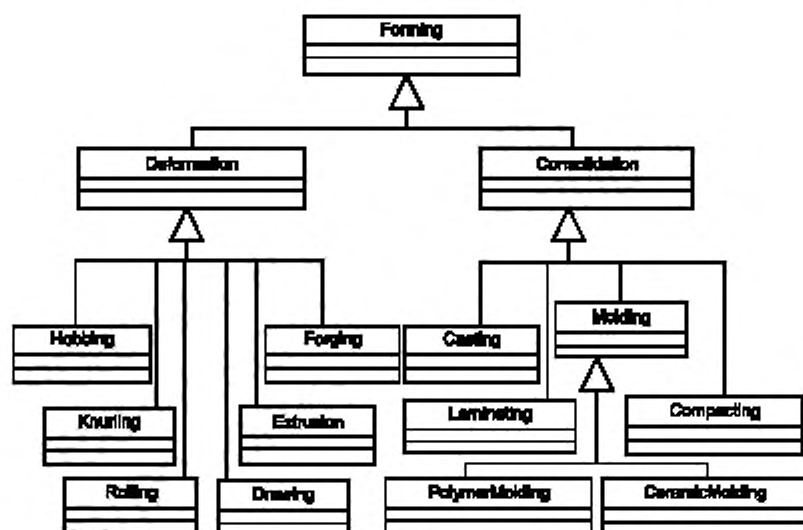 Forming
Deformation
Consolidation
Molding
Hobbing
Forging
Casting
Laminating
Compacting
Knurling
Extrusion
Rolling
Drawing
PolymerMolding
CeramicMolding